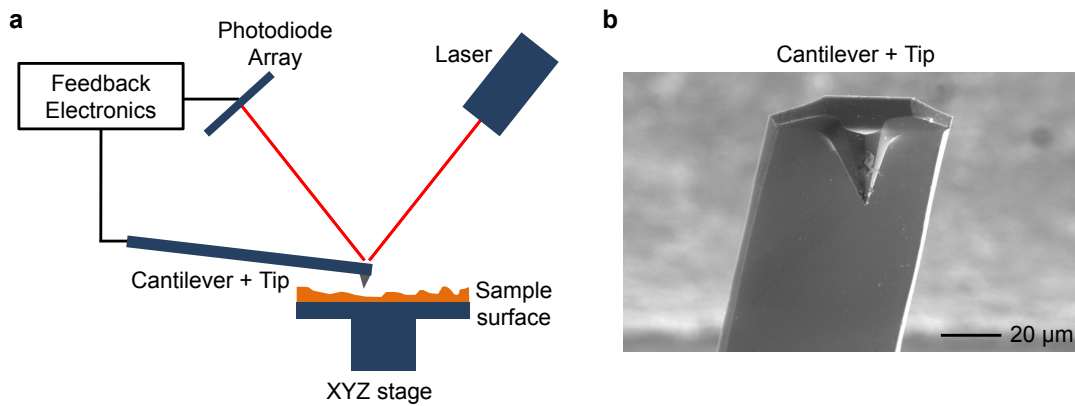 a
Photodiode
Array
Laser
Feedback
Electronics
Cantilever + Tip
Sample
surface
XYZ stage
b
Cantilever + Tip
20 µm